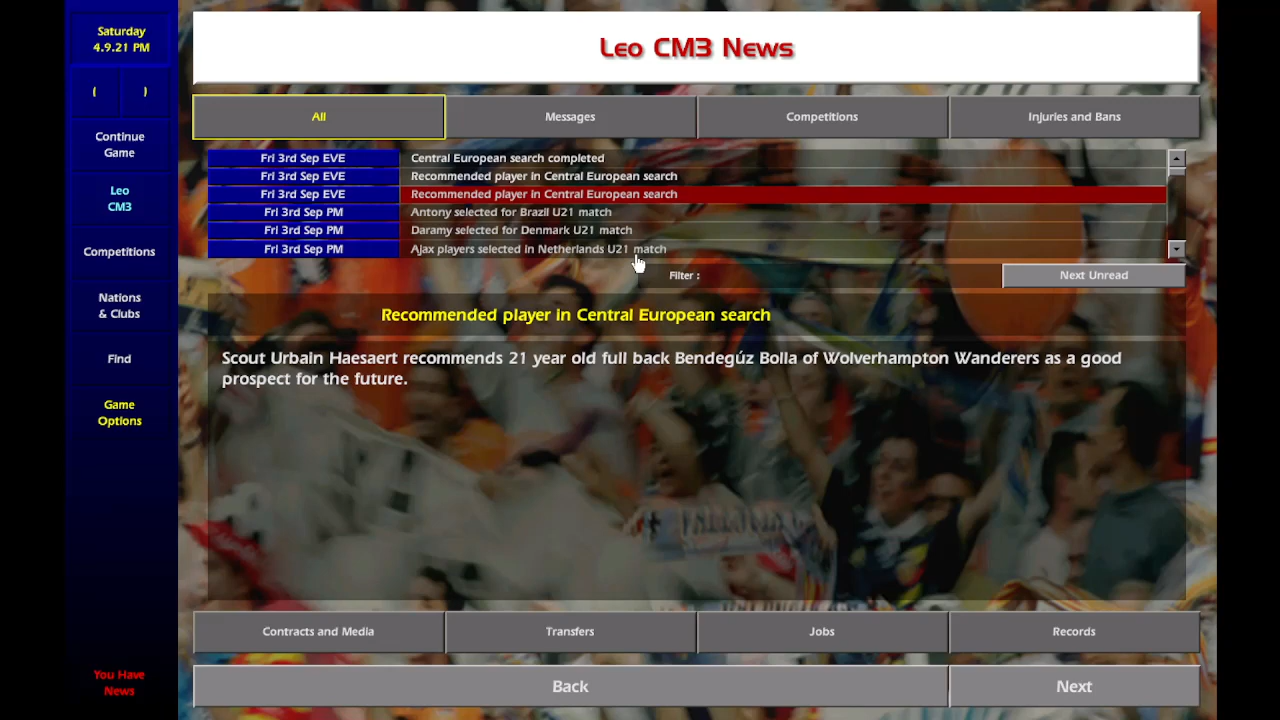 Saturday
4.9.21 PM
Leo CM3 News
All
Messages
Competitions
Injuries and Bans
Continue
Game
Leo
CM3
Competitions
Nations
& Clubs
Find
Game
Options
You Have
News
Fri 3rd Sep EVE Central European search completed
Fri 3rd Sep EVE Recommended player in Central European search
Fri 3rd Sep EVE Recommended player in Central European search
Fri 3rd Sep PM Antony selected for Brazil U21 match
Fri 3rd Sep PM Daramy selected for Denmark U21 match
Fri 3rd Sep PM Ajax players selected in Netherlands U21 match
Filter :
Next Unread
Recommended player in Central European search
Scout Urbain Haesaert recommends 21 year old full back Bendegúz Bolla of Wolverhampton Wanderers as a good
prospect for the future.
Contracts and Media
Transfers
Jobs
Records
Back
Next